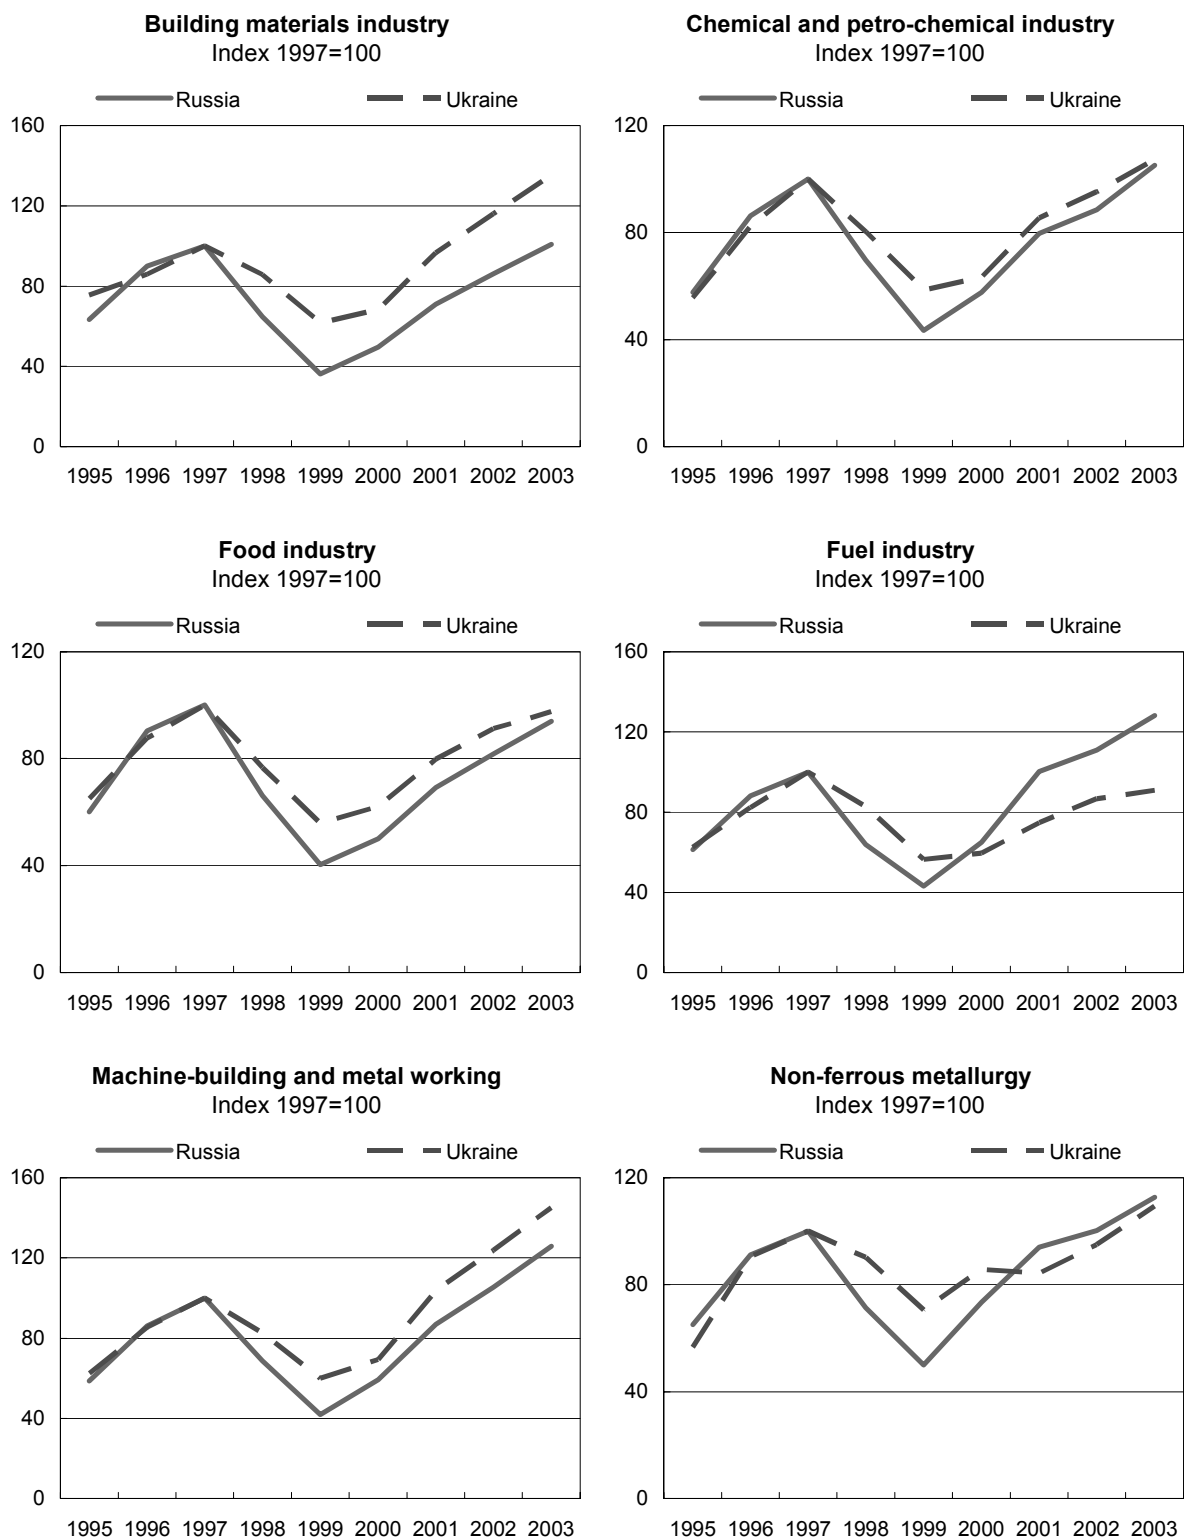 Building materials industry
Index 1997=100
Russia Ukraine
160
120
80
40
0
1995 1996 1997 1998 1999 2000 2001 2002 2003
Chemical and petro-chemical industry
Index 1997=100
Russia Ukraine
120
80
40
0
1995 1996 1997 1998 1999 2000 2001 2002 2003
Food industry
Index 1997=100
Russia Ukraine
120
80
40
0
1995 1996 1997 1998 1999 2000 2001 2002 2003
Fuel industry
Index 1997=100
Russia Ukraine
160
120
80
40
0
1995 1996 1997 1998 1999 2000 2001 2002 2003
Machine-building and metal working
Index 1997=100
Russia Ukraine
160
120
80
40
0
1995 1996 1997 1998 1999 2000 2001 2002 2003
Non-ferrous metallurgy
Index 1997=100
Russia Ukraine
120
80
40
0
1995 1996 1997 1998 1999 2000 2001 2002 2003